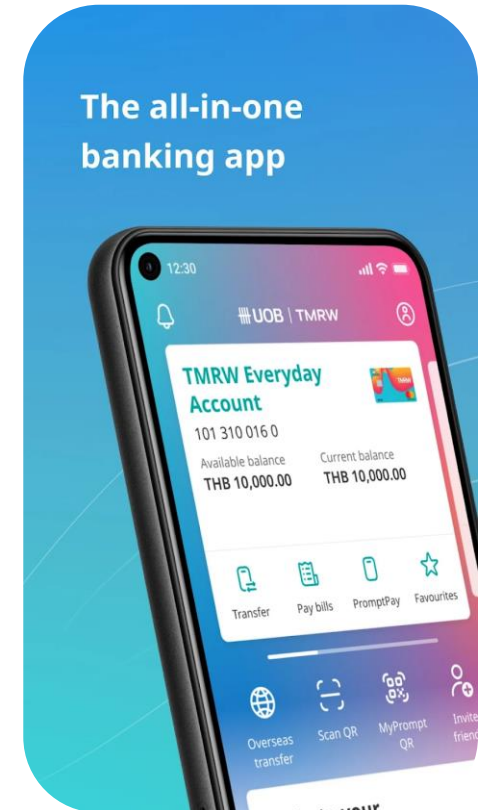 The all-in-one
banking app
12:30
UOB | TMRW
TMRW Everyday
Account
101 310 016 0
Available balance
Current balance
THB 10,000.00
THB 10,000.00
Transfer
Pay bills
PromptPay
Favourites
Overseas
transfer
Scan QR
MyPrompt
QR
Invite
your